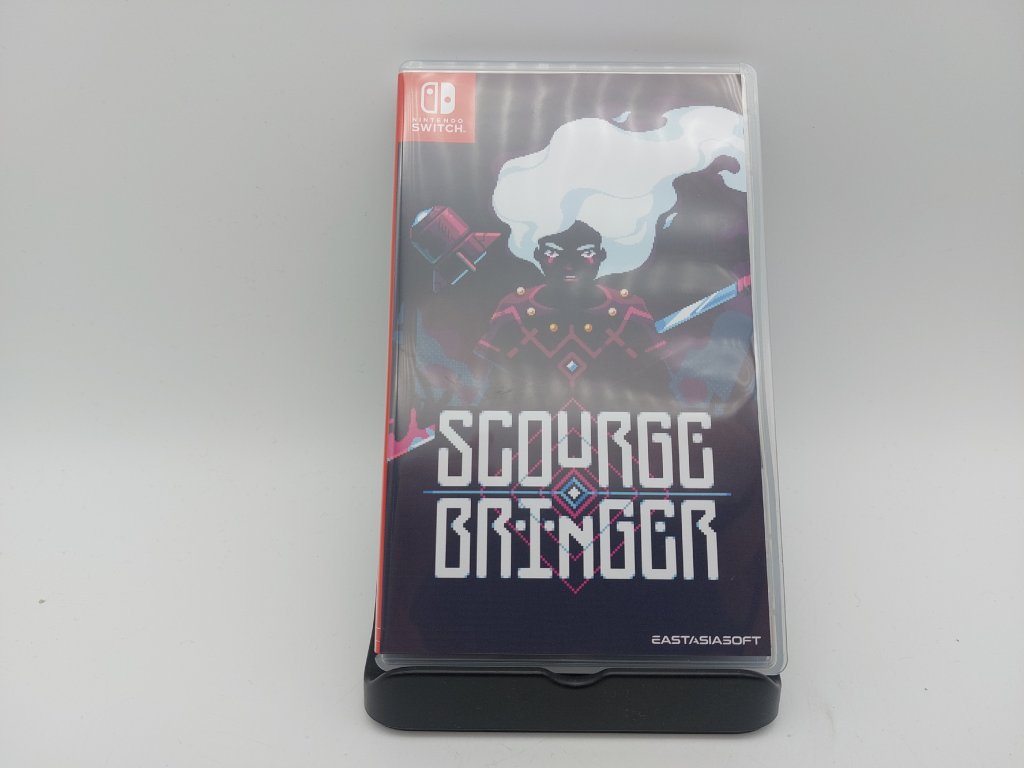 NINTENDO
SWITCH.
SCOURGE
BRINGER
EASTASIASOFT